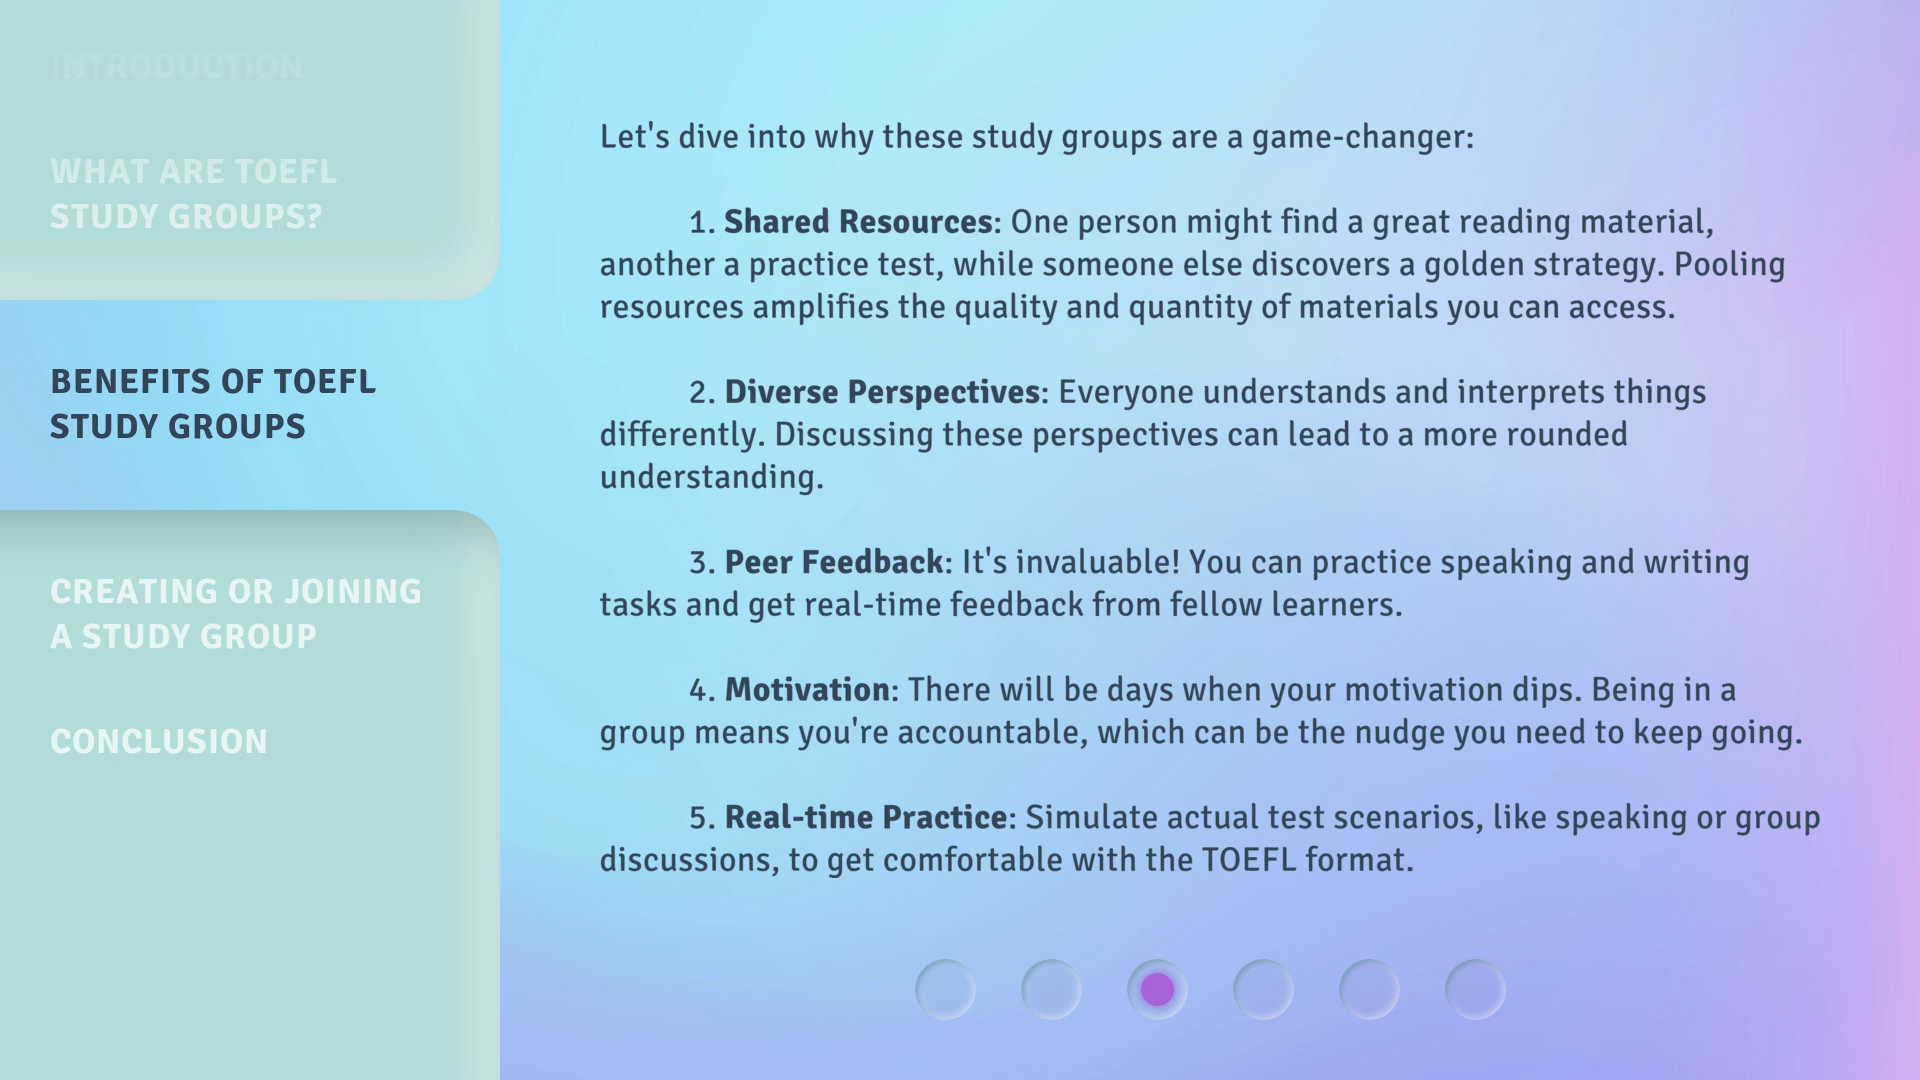 INTRODUCTION
WHAT ARE TOEFL
STUDY GROUPS?
BENEFITS OF TOEFL
STUDY GROUPS
CREATING OR JOINING
A STUDY GROUP
CONCLUSION
Let's dive into why these study groups are a game-changer:
1. Shared Resources: One person might find a great reading material,
another a practice test, while someone else discovers a golden strategy. Pooling
resources amplifies the quality and quantity of materials you can access.
2. Diverse Perspectives: Everyone understands and interprets things
differently. Discussing these perspectives can lead to a more rounded
understanding.
3. Peer Feedback: It's invaluable! You can practice speaking and writing
tasks and get real-time feedback from fellow learners.
4. Motivation: There will be days when your motivation dips. Being in a
group means you're accountable, which can be the nudge you need to keep going.
5. Real-time Practice: Simulate actual test scenarios, like speaking or group
discussions, to get comfortable with the TOEFL format.